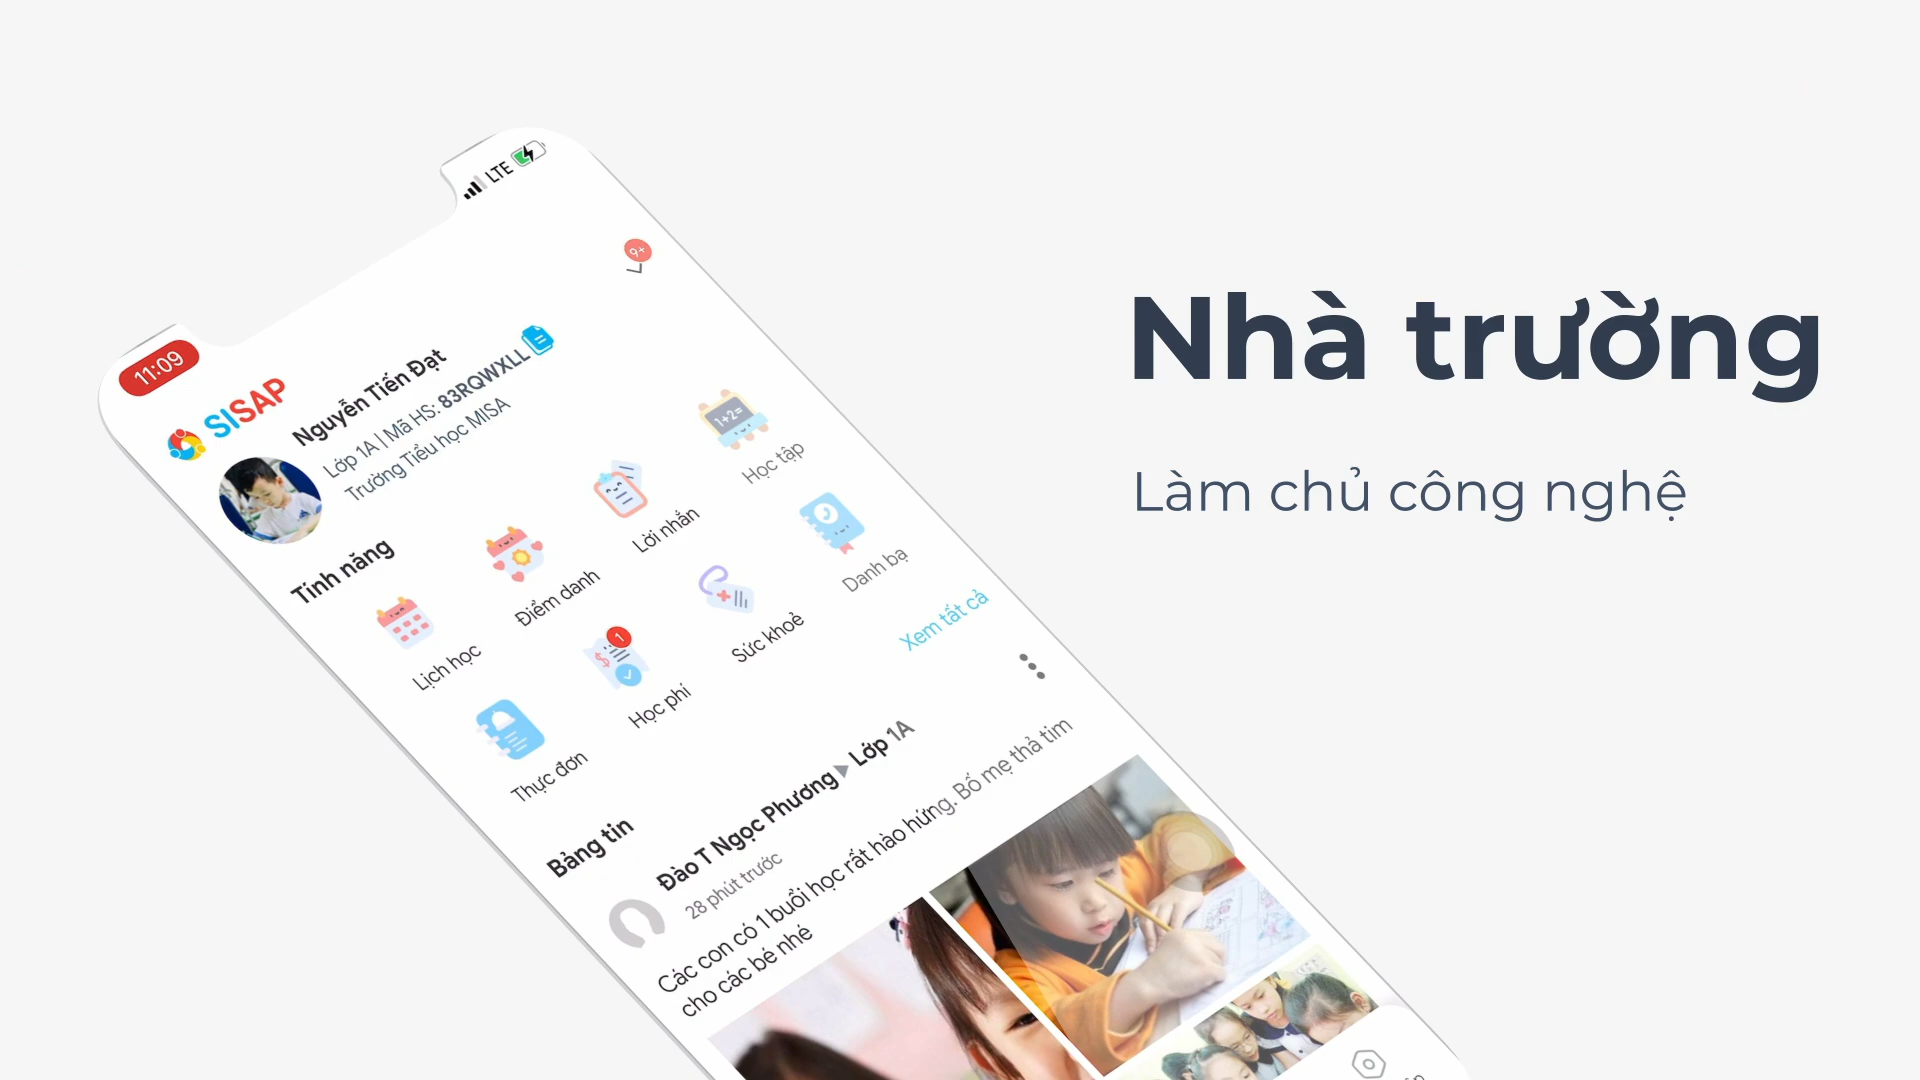 11:09
LTE
9+
SISAP
Nguyễn Tiến Đạt
Lớp 1A | Mã HS: 83RQWXLL
Trường Tiểu học MISA
Tính năng
Lịch học
Điểm danh
Lời nhắn
1+2=
Học tập
Thực đơn
1
$
Học phí
Sức khoẻ
Danh bạ
Xem tất cả
Bảng tin
Đào T Ngọc Phương ▶ Lớp 1A
28 phút trước
Các con có 1 buổi học rất hào hứng. Bố mẹ thả tim
cho các bé nhé
Nhà trường
Làm chủ công nghệ